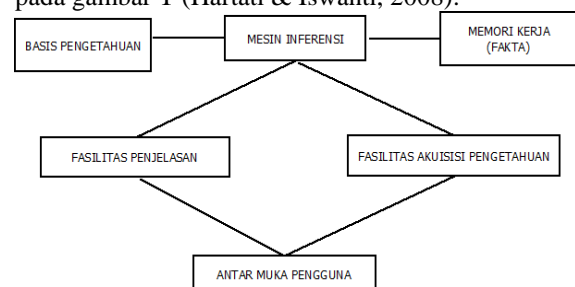 pada gambar 1 (Hartati & Iswanti, 2008).
BASIS PENGETAHUAN
MESIN INFERENSI
MEMORI KERJA
(FAKTA)
FASILITAS PENJELASAN
FASILITAS AKUISISI PENGETAHUAN
ANTAR MUKA PENGGUNA